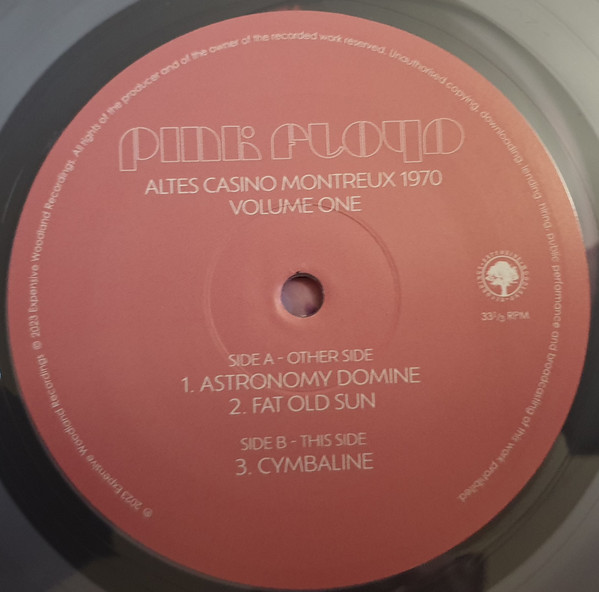 ℗ 2023 Expensive Woodland Recordings © 2023 Expensive Woodland Recordings. All rights of the producer and of the owner of the recorded work reserved. Unauthorised copying, downloading, lending, hiring, public performance and broadcasting of this work prohibited.
PINK FLOYD
ALTES CASINO MONTREUX 1970
VOLUME ONE
33⅓ RPM
SIDE A - OTHER SIDE
1. ASTRONOMY DOMINE
2. FAT OLD SUN
SIDE B - THIS SIDE
3. CYMBALINE